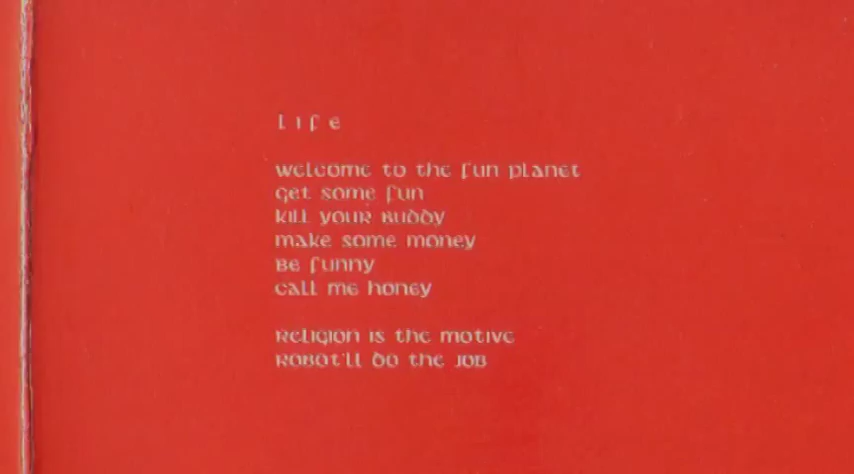 life
welcome to the fun planet
get some fun
kill your buddy
make some money
be funny
call me honey
religion is the motive
robot'll do the job